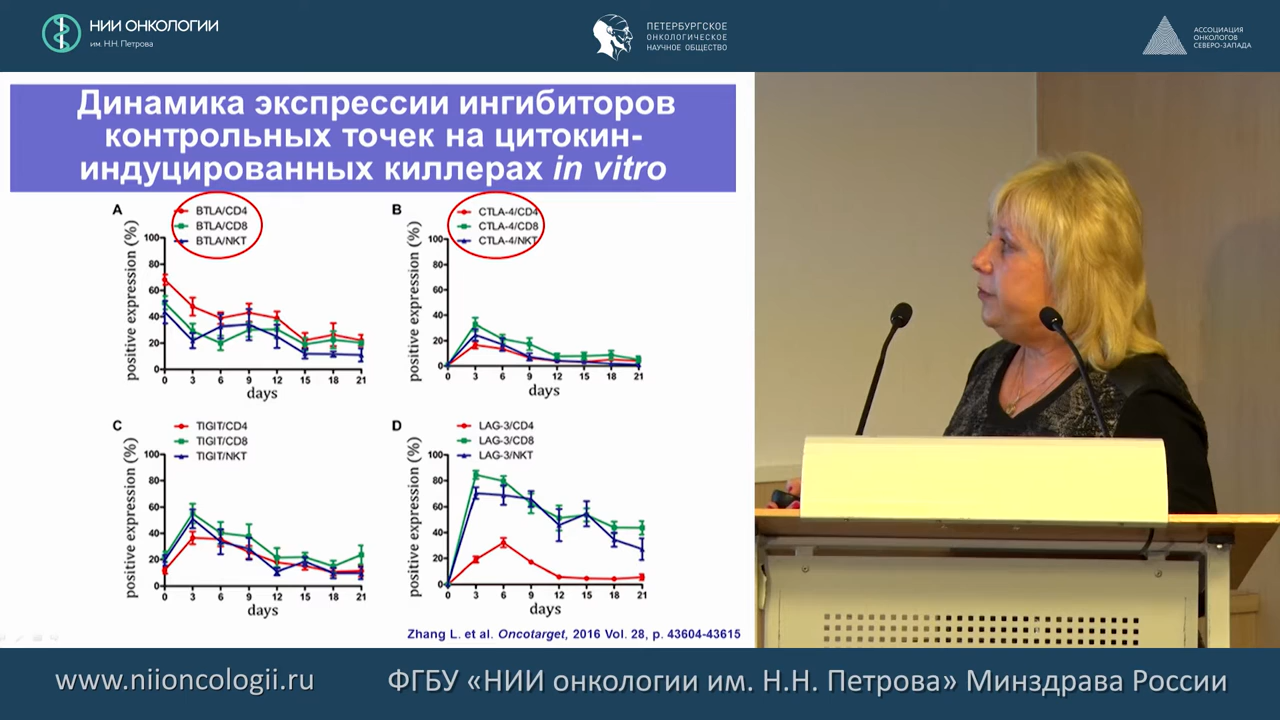 НИИ ОНКОЛОГИИ
им. Н.Н. Петрова
ПЕТЕРБУРГСКОЕ
ОНКОЛОГИЧЕСКОЕ
НАУЧНОЕ ОБЩЕСТВО
АССОЦИАЦИЯ
ОНКОЛОГОВ
СЕВЕРО-ЗАПАДА
Динамика экспрессии ингибиторов
контрольных точек на цитокин-
индуцированных киллерах in vitro
A
BTLA/CD4
BTLA/CD8
BTLA/NKT
positive expression (%)
100
80
60
40
20
0
0 3 6 9 12 15 18 21
days
B
CTLA-4/CD4
CTLA-4/CD8
CTLA-4/NKT
positive expression (%)
100
80
60
40
20
0
0 3 6 9 12 15 18 21
days
C
TIGIT/CD4
TIGIT/CD8
TIGIT/NKT
positive expression (%)
100
80
60
40
20
0
0 3 6 9 12 15 18 21
days
D
LAG-3/CD4
LAG-3/CD8
LAG-3/NKT
positive expression (%)
100
80
60
40
20
0
0 3 6 9 12 15 18 21
days
Zhang L. et al. Oncotarget, 2016 Vol. 28, p. 43604-43615
www.niioncologii.ru
ФГБУ «НИИ онкологии им. Н.Н. Петрова» Минздрава России